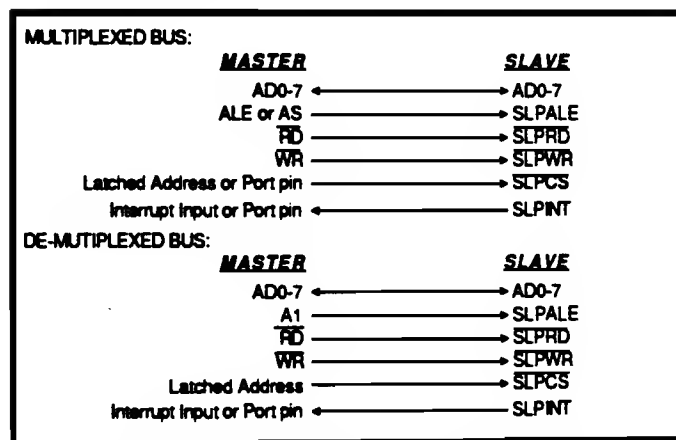 MULTIPLEXED BUS:
MASTER SLAVE
AD0-7 AD0-7
ALE or AS SLPALE
RD SLPRD
WR SLPWR
Latched Address or Port pin SLPCS
Interrupt Input or Port pin SLPINT
DE-MUTIPLEXED BUS:
MASTER SLAVE
AD0-7 AD0-7
A1 SLPALE
RD SLPRD
WR SLPWR
Latched Address SLPCS
Interrupt Input or Port pin SLPINT